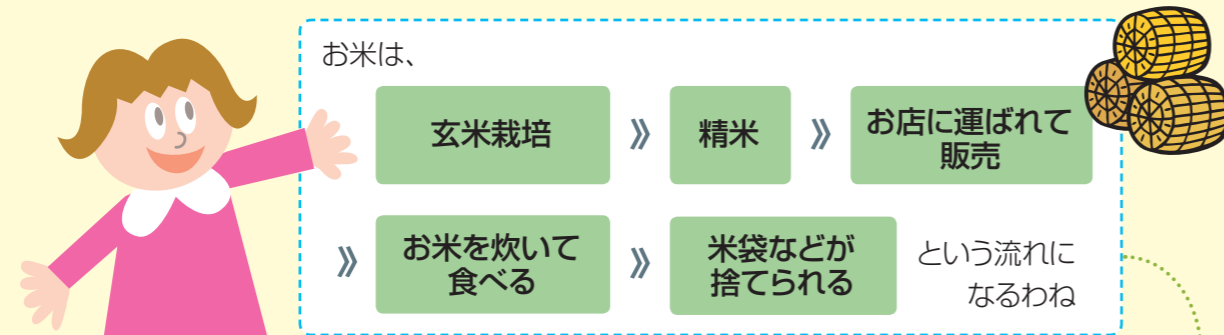 お米は、
玄米栽培 》 精米 》 お店に運ばれて
販売
》 お米を炊いて 》 米袋などが という流れに
食べる 捨てられる なるわね